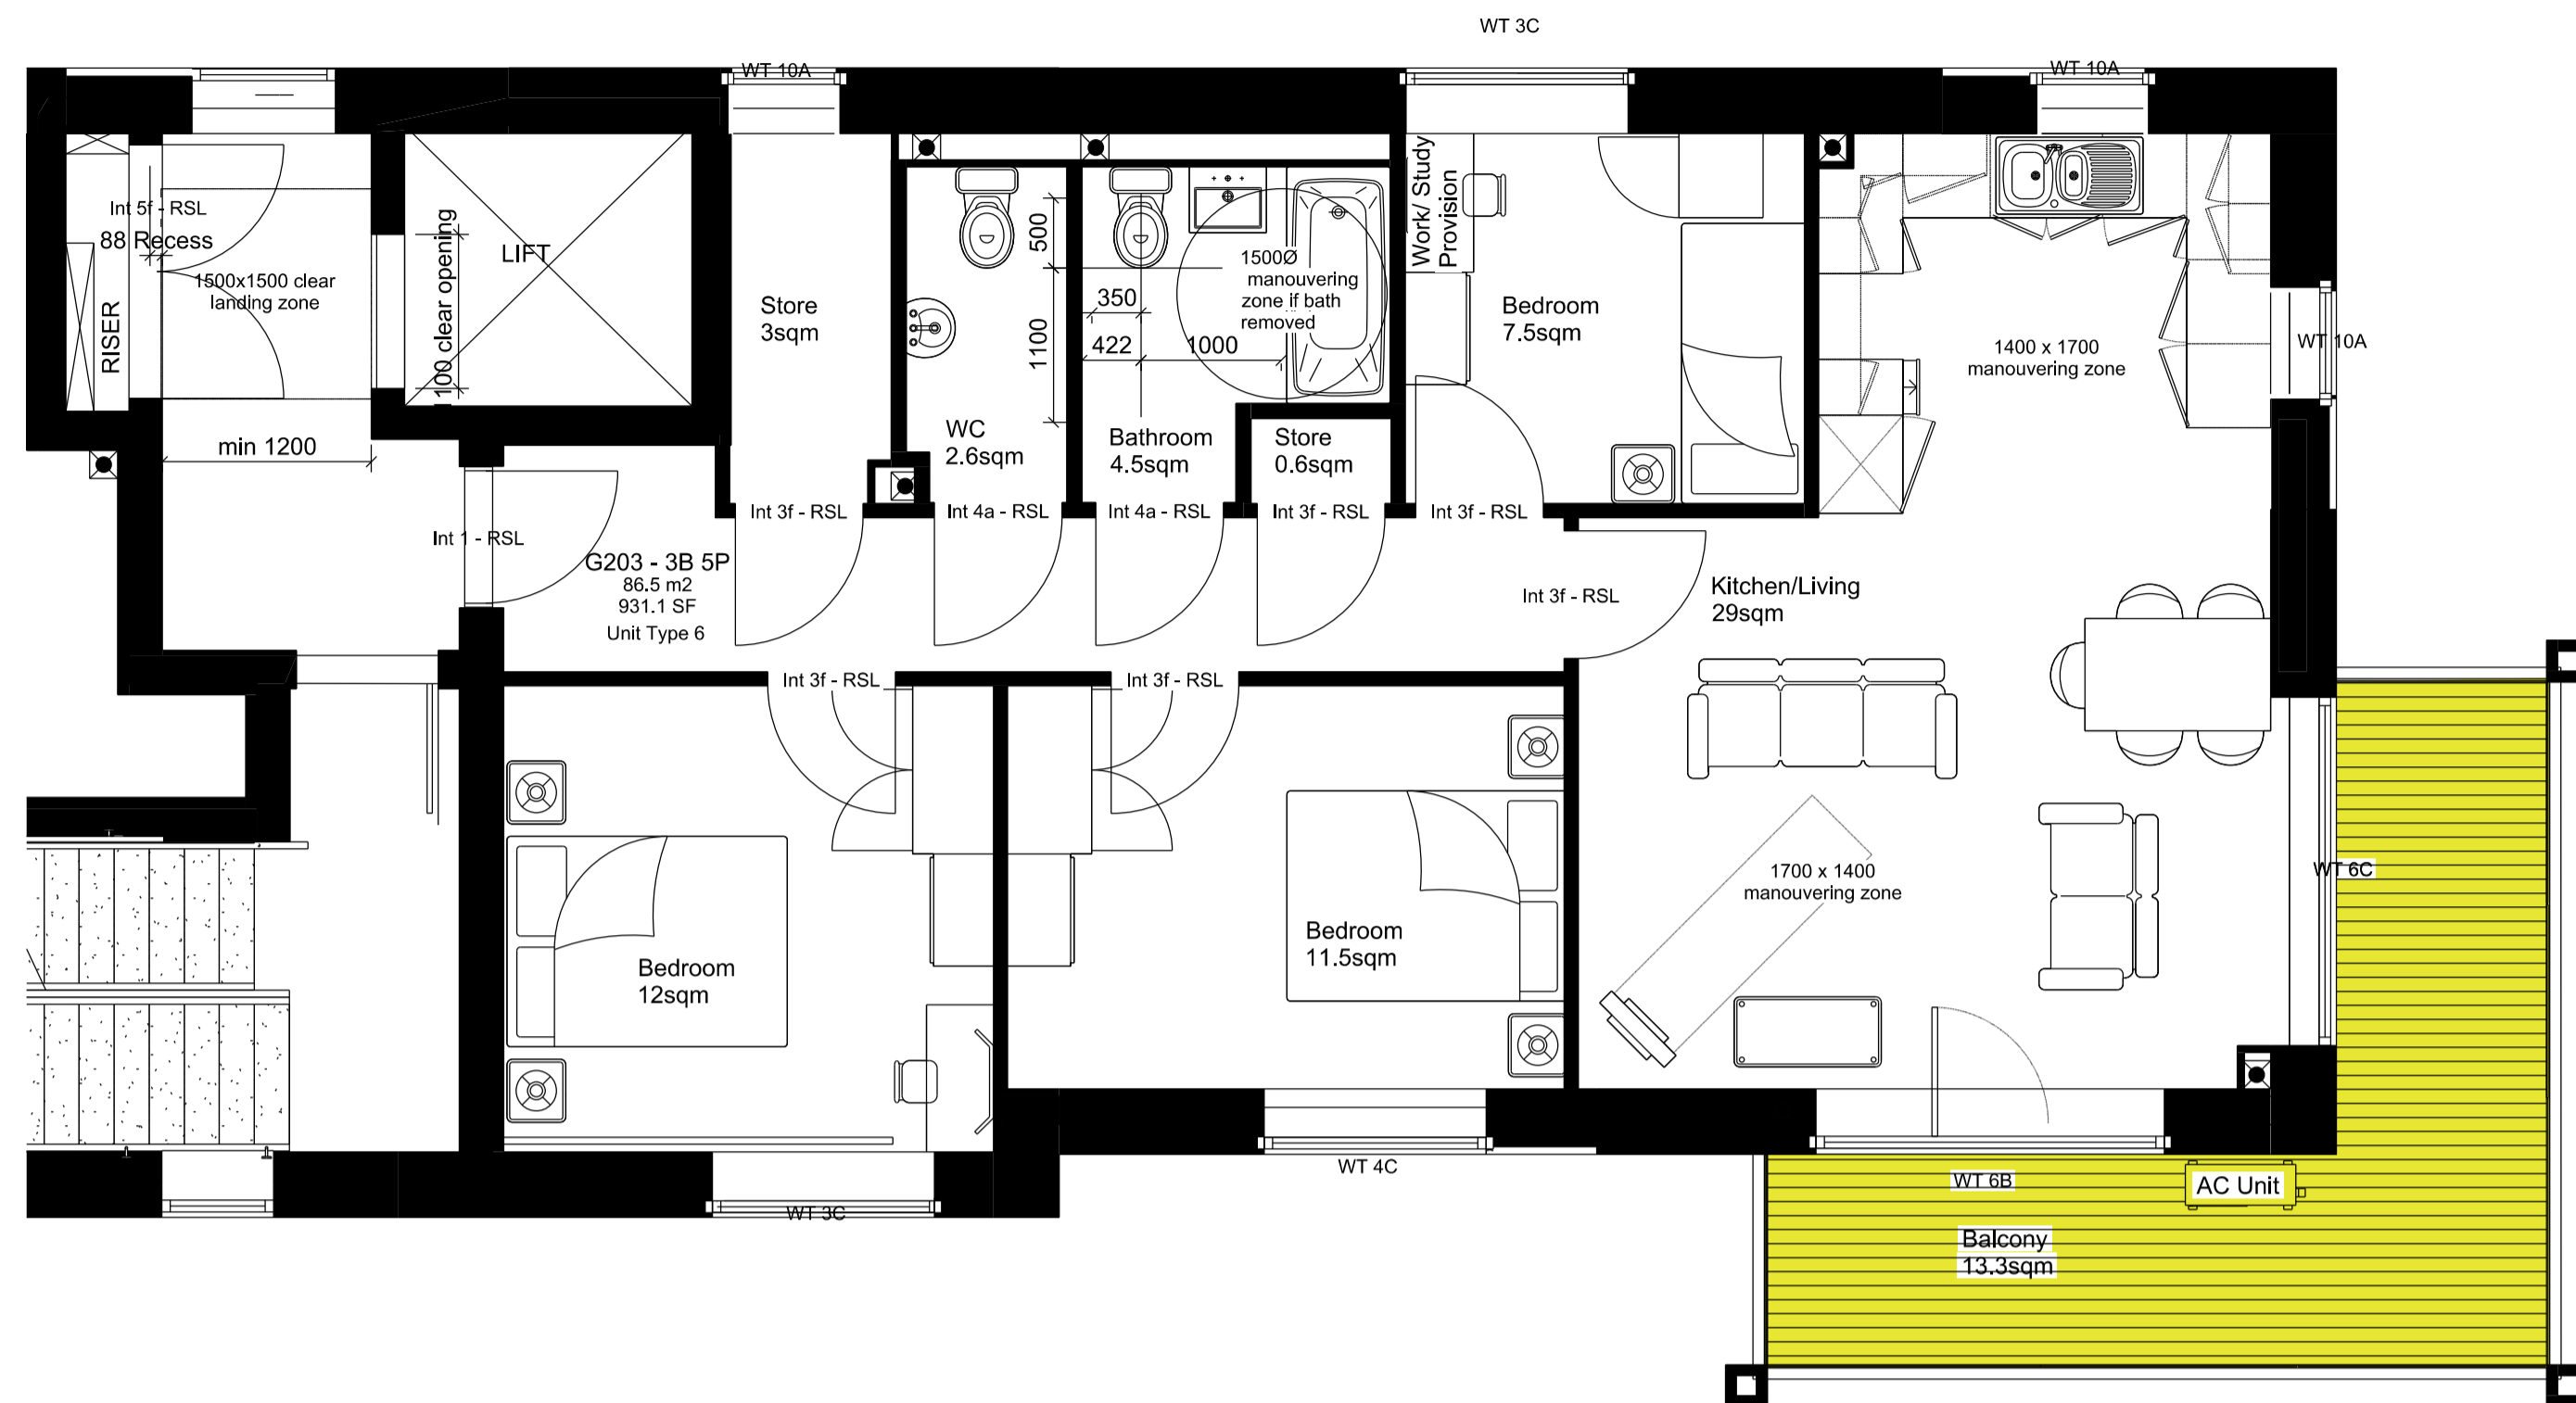 WT 3C
WT 10A
WT 10A
Int 5f - RSL
88 Recess
1500x1500 clear
landing zone
RISER
min 1200
100 clear opening
LIFT
Store
3sqm
WC
2.6sqm
500
1100
350
422
1000
1500Ø
manouvering
zone if bath
removed
Bathroom
4.5sqm
Store
0.6sqm
Work/ Study
Provision
Bedroom
7.5sqm
1400 x 1700
manouvering zone
WT 10A
Int 1 - RSL
Int 3f - RSL
Int 4a - RSL
Int 4a - RSL
Int 3f - RSL
Int 3f - RSL
G203 - 3B 5P
86.5 m2
931.1 SF
Unit Type 6
Int 3f - RSL
Kitchen/Living
29sqm
Int 3f - RSL
Int 3f - RSL
Bedroom
12sqm
Bedroom
11.5sqm
1700 x 1400
manouvering zone
WT 6C
WT 3C
WT 4C
WT 6B
AC Unit
Balcony
13.3sqm